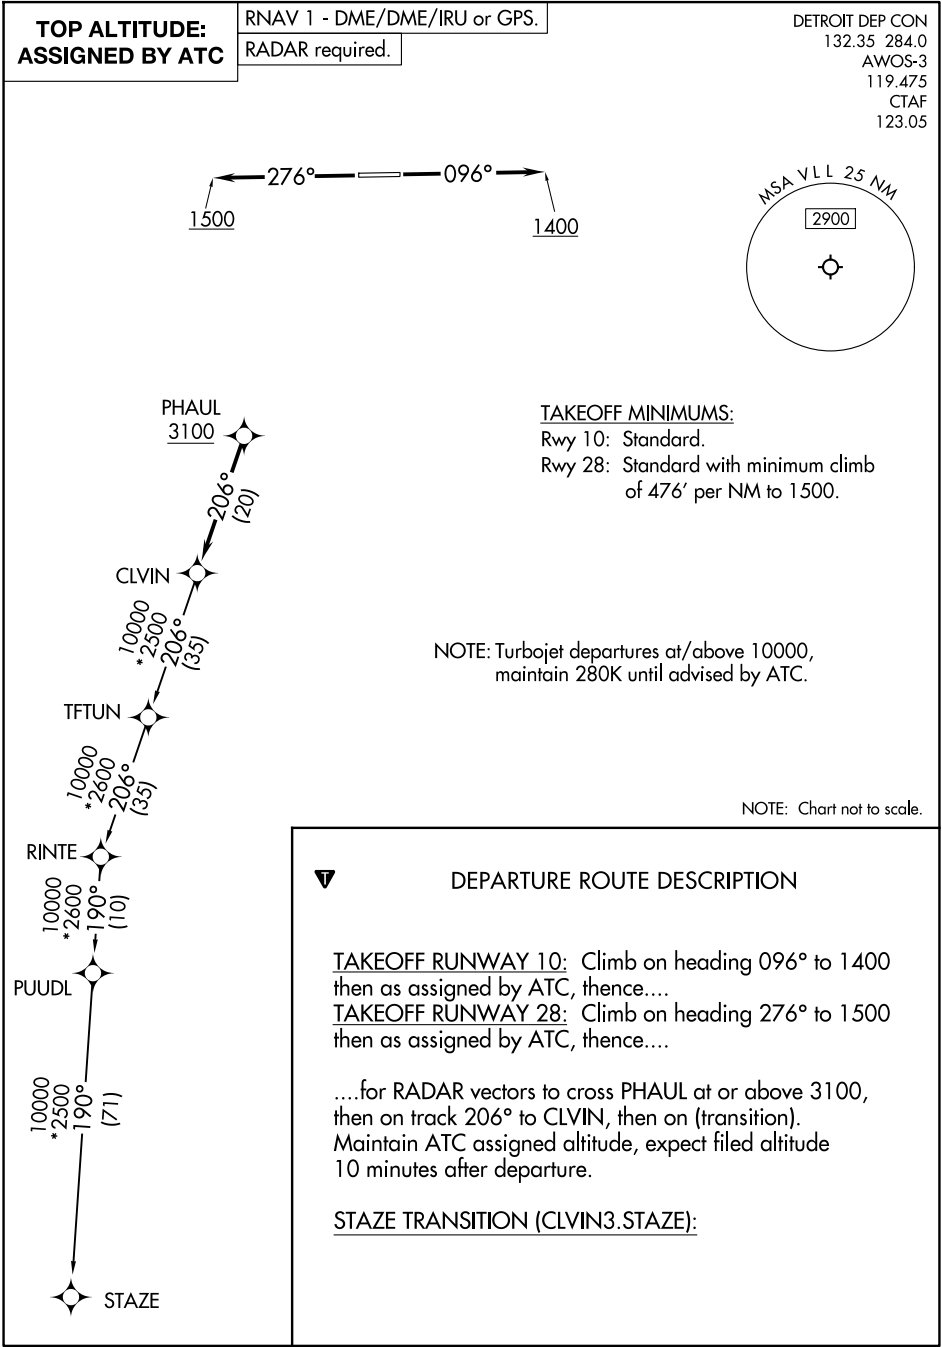 TOP ALTITUDE:
ASSIGNED BY ATC
RNAV 1 - DME/DME/IRU or GPS.
RADAR required.
DETROIT DEP CON
132.35 284.0
AWOS-3
119.475
CTAF
123.05
276°
096°
1500
1400
MSA VLL 25 NM
2900
PHAUL
3100
206°
(20)
TAKEOFF MINIMUMS:
Rwy 10: Standard.
Rwy 28: Standard with minimum climb
of 476’ per NM to 1500.
CLVIN
10000
*2500
206°
(35)
NOTE: Turbojet departures at/above 10000,
maintain 280K until advised by ATC.
TFTUN
10000
*2600
206°
(35)
NOTE: Chart not to scale.
RINTE
10000
*2600
190°
(10)
PUUDL
10000
*2500
190°
(71)
STAZE
T
DEPARTURE ROUTE DESCRIPTION
TAKEOFF RUNWAY 10: Climb on heading 096° to 1400
then as assigned by ATC, thence....
TAKEOFF RUNWAY 28: Climb on heading 276° to 1500
then as assigned by ATC, thence....
....for RADAR vectors to cross PHAUL at or above 3100,
then on track 206° to CLVIN, then on (transition).
Maintain ATC assigned altitude, expect filed altitude
10 minutes after departure.
STAZE TRANSITION (CLVIN3.STAZE):